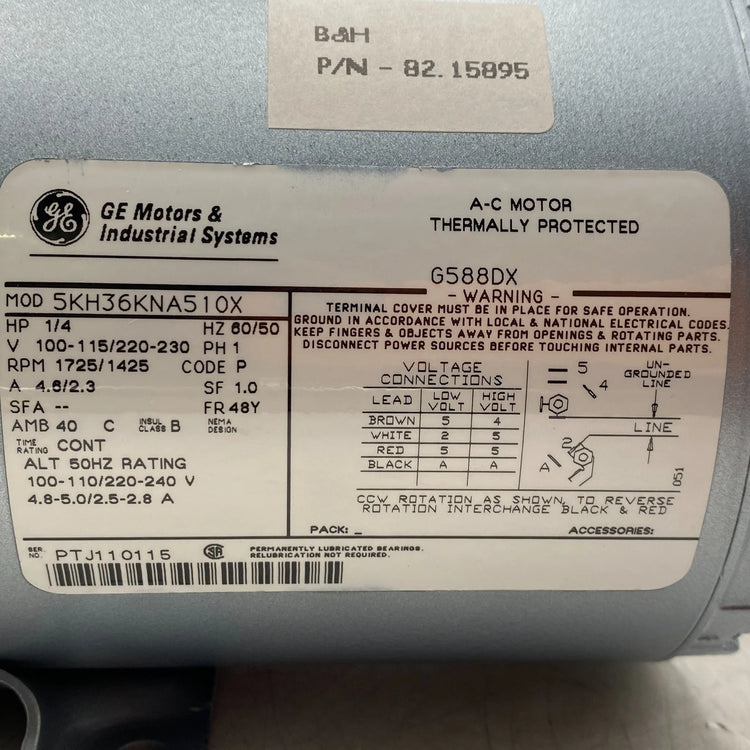 B&H
P/N - 82.15895
GE
GE Motors &
Industrial Systems
A-C MOTOR
THERMALLY PROTECTED
G588DX
MOD 5KH36KNA510X
HP 1/4 HZ 60/50
V 100-115/220-230 PH 1
RPM 1725/1425 CODE P
A 4.6/2.3 SF 1.0
SFA -- FR 48Y
AMB 40 C INSUL CLASS B NEMA DESIGN
TIME RATING CONT
ALT 50HZ RATING
100-110/220-240 V
4.8-5.0/2.5-2.8 A
- WARNING -
TERMINAL COVER MUST BE IN PLACE FOR SAFE OPERATION.
GROUND IN ACCORDANCE WITH LOCAL & NATIONAL ELECTRICAL CODES.
KEEP FINGERS & OBJECTS AWAY FROM OPENINGS & ROTATING PARTS.
DISCONNECT POWER SOURCES BEFORE TOUCHING INTERNAL PARTS.
VOLTAGE
CONNECTIONS
LEAD LOW VOLT HIGH VOLT
BROWN 5 4
WHITE 2 5
RED 5 5
BLACK A A
5
4
2
A
UN-
GROUNDED
LINE
LINE
051
CCW ROTATION AS SHOWN, TO REVERSE
ROTATION INTERCHANGE BLACK & RED
PACK: _
ACCESSORIES:
SER. NO. PTJ110115
PERMANENTLY LUBRICATED BEARINGS.
RELUBRICATION NOT REQUIRED.